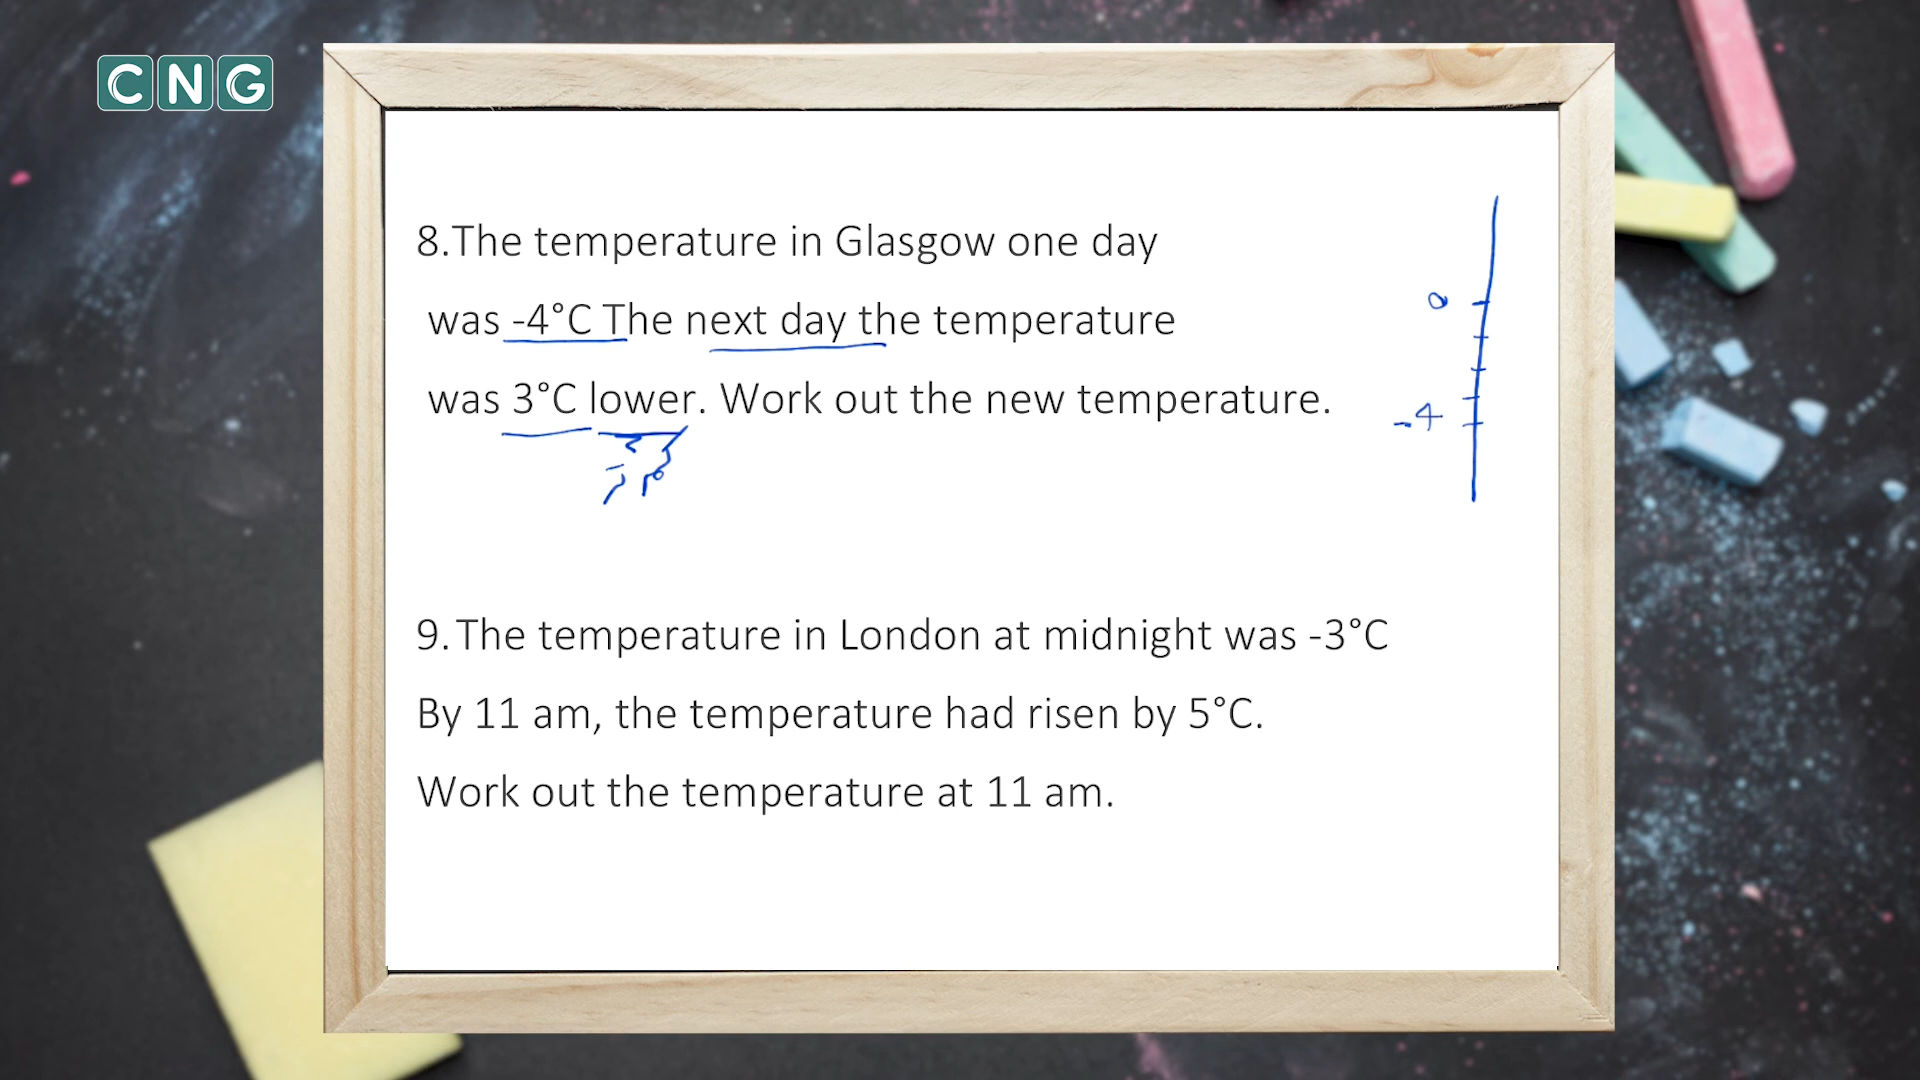 CNG
8.The temperature in Glasgow one day
was -4°C The next day the temperature
was 3°C lower. Work out the new temperature.
0
-4
9. The temperature in London at midnight was -3°C
By 11 am, the temperature had risen by 5°C.
Work out the temperature at 11 am.